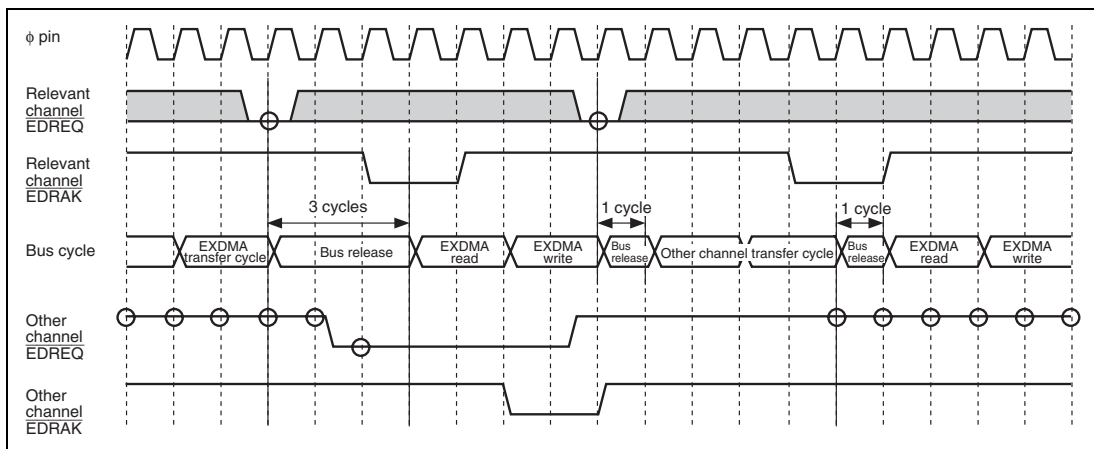 φ pin
Relevant
channel
EDREQ
Relevant
channel
EDRAK
3 cycles
1 cycle
1 cycle
Bus cycle
EXDMA
transfer cycle
Bus release
EXDMA
read
EXDMA
write
Bus
release
Other channel transfer cycle
Bus
release
EXDMA
read
EXDMA
write
Other
channel
EDREQ
Other
channel
EDRAK